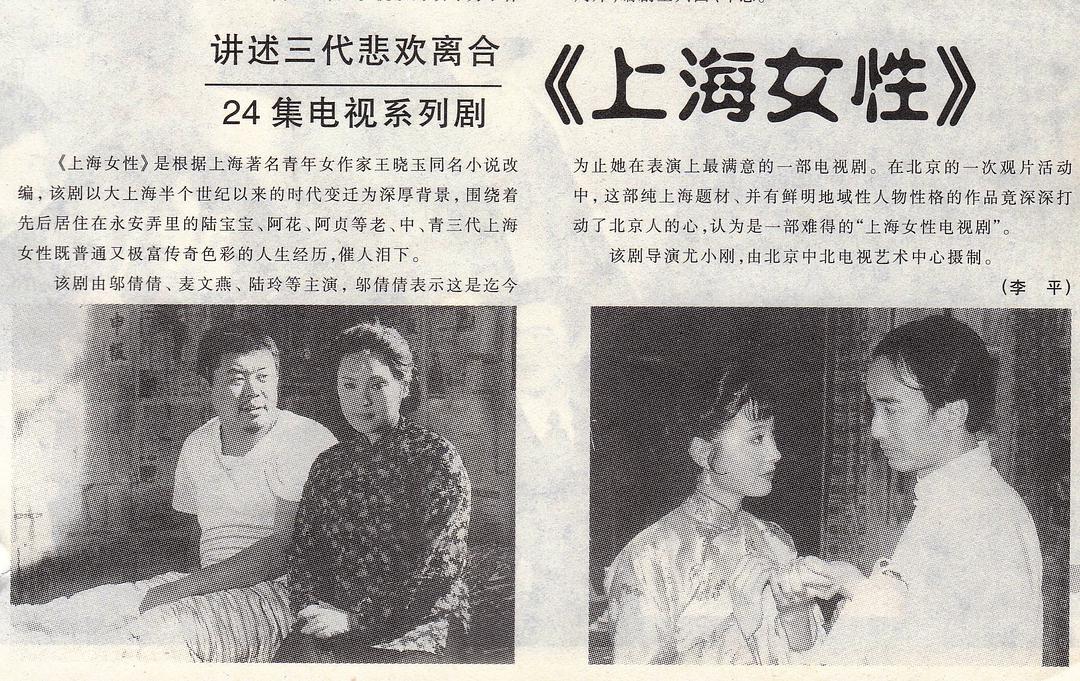 讲述三代悲欢离合
24集电视系列剧
《上海女性》
《上海女性》是根据上海著名青年女作家王晓玉同名小说改
编，该剧以大上海半个世纪以来的时代变迁为深厚背景，围绕着
先后居住在永安弄里的陆宝宝、阿花、阿贞等老、中、青三代上海
女性既普通又极富传奇色彩的人生经历，催人泪下。
该剧由邬倩倩、麦文燕、陆玲等主演，邬倩倩表示这是迄今
为止她在表演上最满意的一部电视剧。在北京的一次观片活动
中，这部纯上海题材、并有鲜明地域性人物性格的作品竟深深打
动了北京人的心，认为是一部难得的“上海女性电视剧”。
该剧导演尤小刚，由北京中北电视艺术中心摄制。
（李　平）